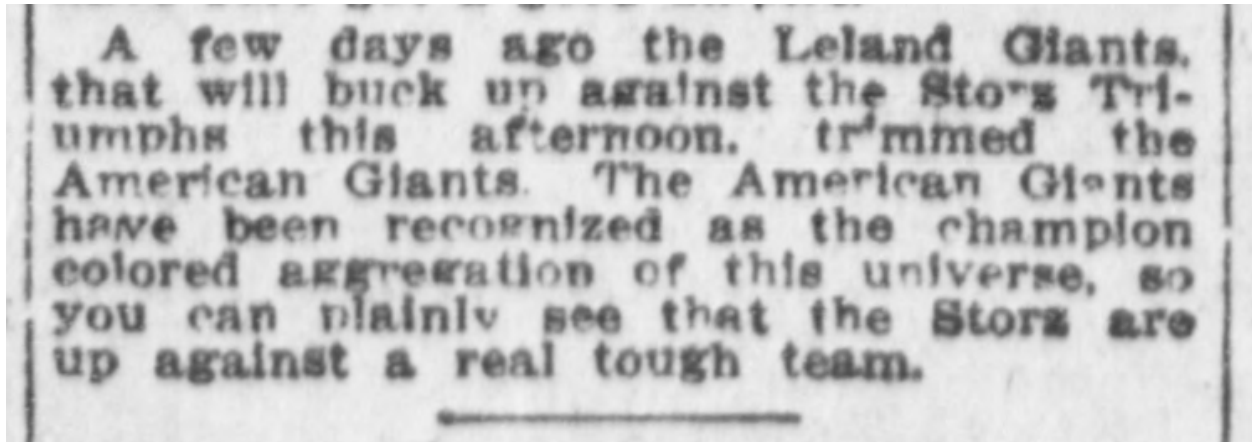 A few days ago the Leland Giants,
that will buck up against the Storz Tri-
umphs this afternoon, trimmed the
American Giants. The American Giants
have been recognized as the champion
colored aggregation of this universe, so
you can plainly see that the Storz are
up against a real tough team.